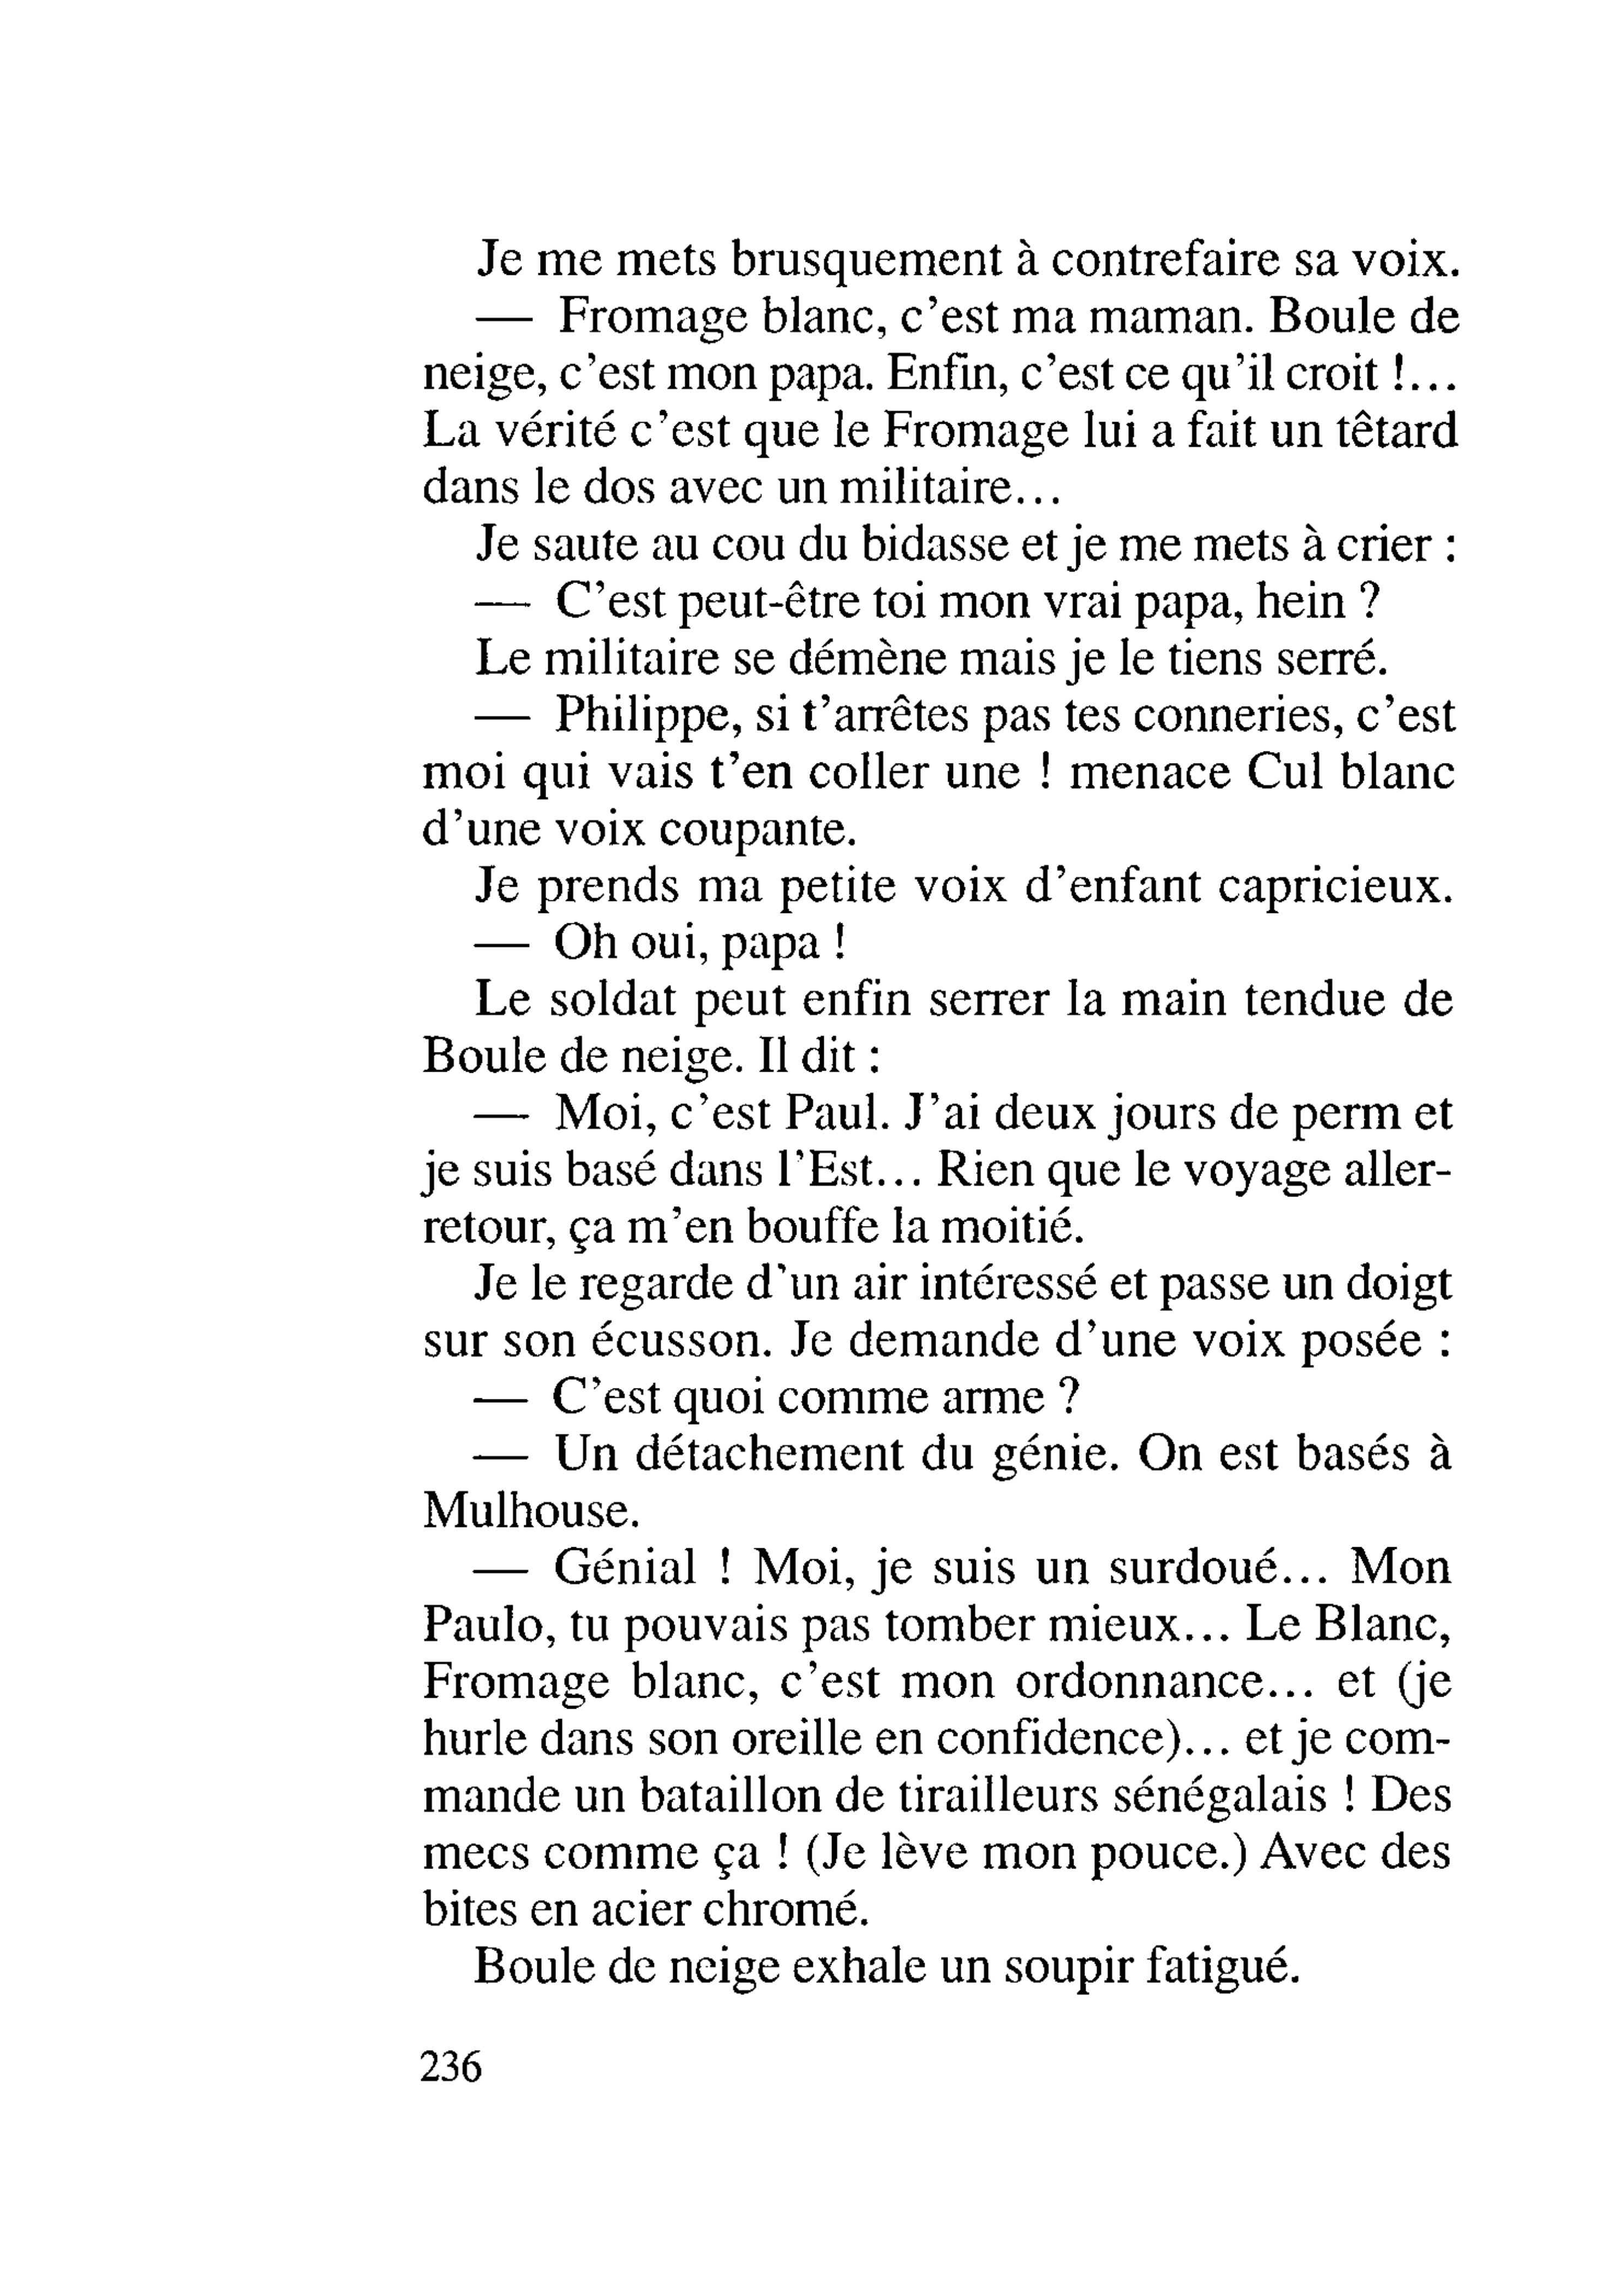 Je me mets brusquement à contrefaire sa voix.
— Fromage blanc, c’est ma maman. Boule de
neige, c’est mon papa. Enfin, c’est ce qu’il croit !...
La vérité c’est que le Fromage lui a fait un têtard
dans le dos avec un militaire...
Je saute au cou du bidasse et je me mets à crier :
— C’est peut-être toi mon vrai papa, hein ?
Le militaire se démène mais je le tiens serré.
— Philippe, si t’arrêtes pas tes conneries, c’est
moi qui vais t’en coller une ! menace Cul blanc
d’une voix coupante.
Je prends ma petite voix d’enfant capricieux.
— Oh oui, papa !
Le soldat peut enfin serrer la main tendue de
Boule de neige. Il dit :
— Moi, c’est Paul. J’ai deux jours de perm et
je suis basé dans l’Est... Rien que le voyage aller-
retour, ça m’en bouffe la moitié.
Je le regarde d’un air intéressé et passe un doigt
sur son écusson. Je demande d’une voix posée :
— C’est quoi comme arme ?
— Un détachement du génie. On est basés à
Mulhouse.
— Génial ! Moi, je suis un surdoué... Mon
Paulo, tu pouvais pas tomber mieux... Le Blanc,
Fromage blanc, c’est mon ordonnance... et (je
hurle dans son oreille en confidence)... et je com-
mande un bataillon de tirailleurs sénégalais ! Des
mecs comme ça ! (Je lève mon pouce.) Avec des
bites en acier chromé.
Boule de neige exhale un soupir fatigué.
236